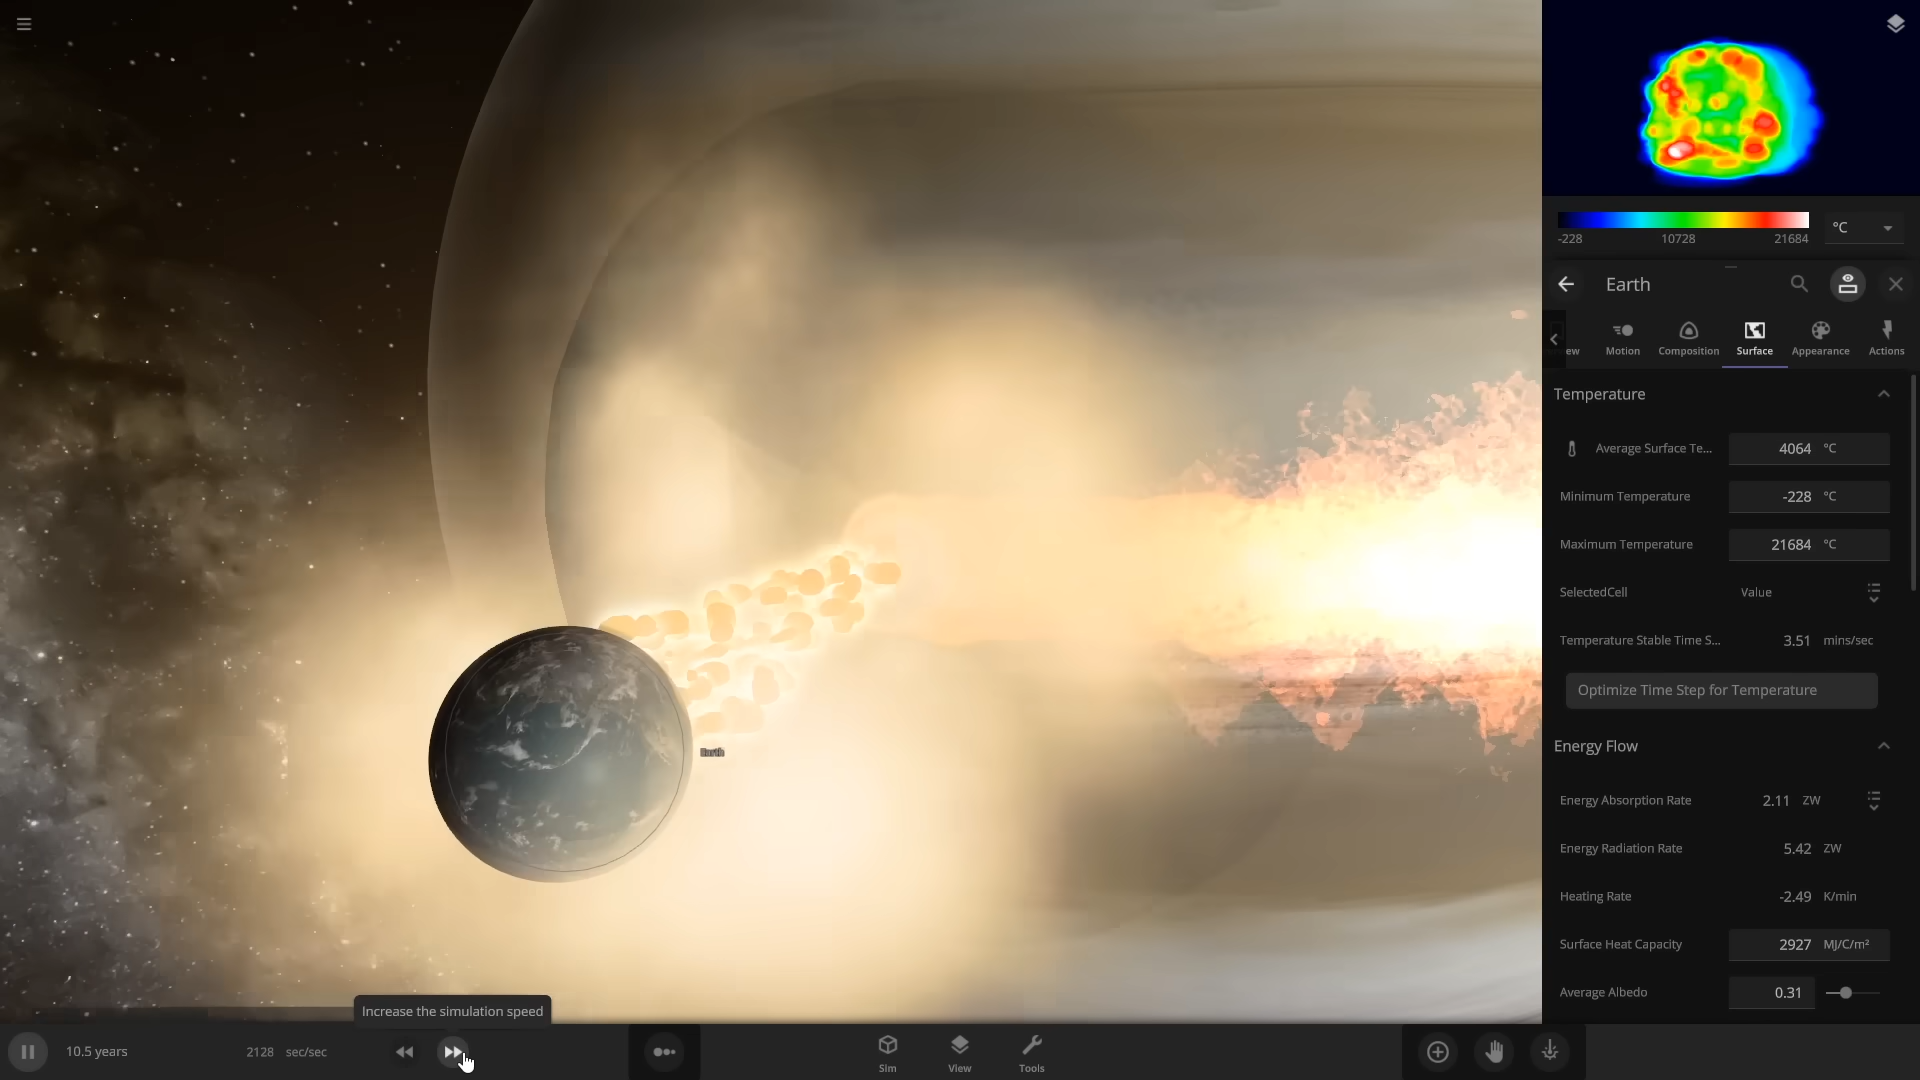 -228
10728
21684
°C
Earth
ew
Motion
Composition
Surface
Appearance
Actions
Temperature
Average Surface Te... 4064 °C
Minimum Temperature -228 °C
Maximum Temperature 21684 °C
SelectedCell Value
Temperature Stable Time S... 3.51 mins/sec
Optimize Time Step for Temperature
Energy Flow
Energy Absorption Rate 2.11 ZW
Energy Radiation Rate 5.42 ZW
Heating Rate -2.49 K/min
Surface Heat Capacity 2927 MJ/C/m²
Average Albedo 0.31
Earth
Increase the simulation speed
10.5 years
2128 sec/sec
Sim
View
Tools